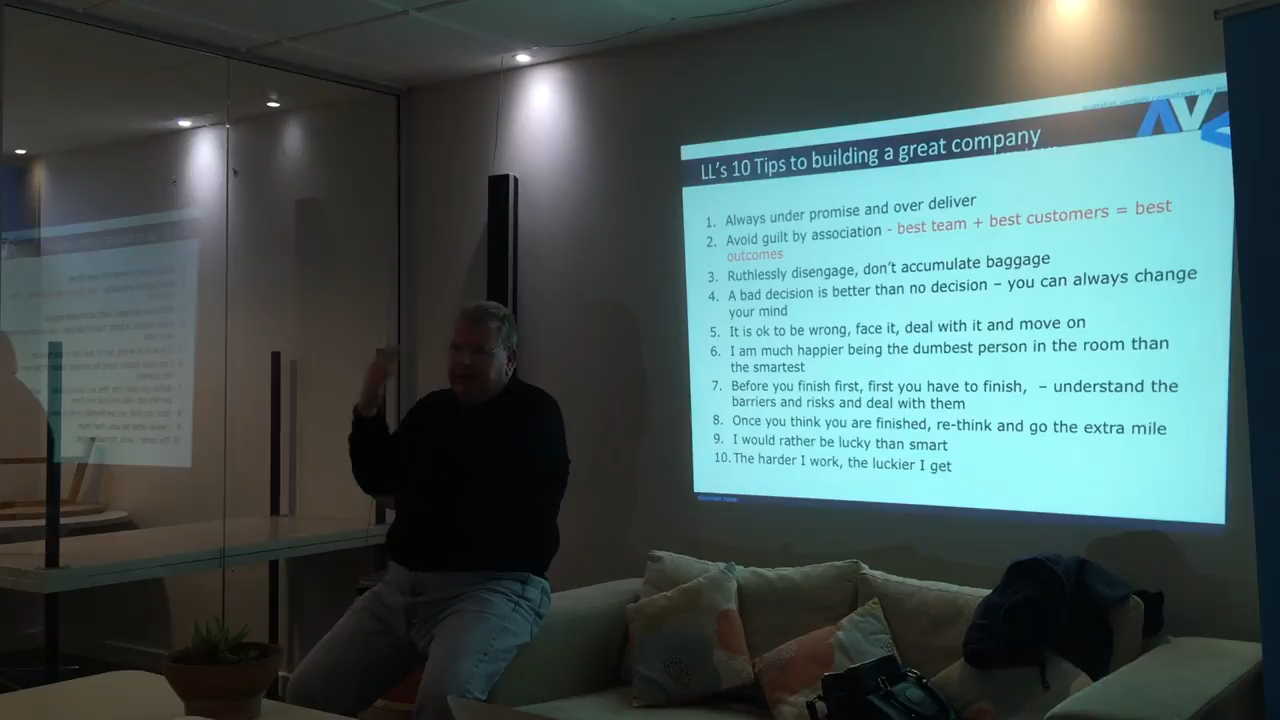 LL's 10 Tips to building a great company
1. Always under promise and over deliver
2. Avoid guilt by association - best team + best customers = best
outcomes
3. Ruthlessly disengage, don't accumulate baggage
4. A bad decision is better than no decision – you can always change
your mind
5. It is ok to be wrong, face it, deal with it and move on
6. I am much happier being the dumbest person in the room than
the smartest
7. Before you finish first, first you have to finish, – understand the
barriers and risks and deal with them
8. Once you think you are finished, re-think and go the extra mile
9. I would rather be lucky than smart
10. The harder I work, the luckier I get